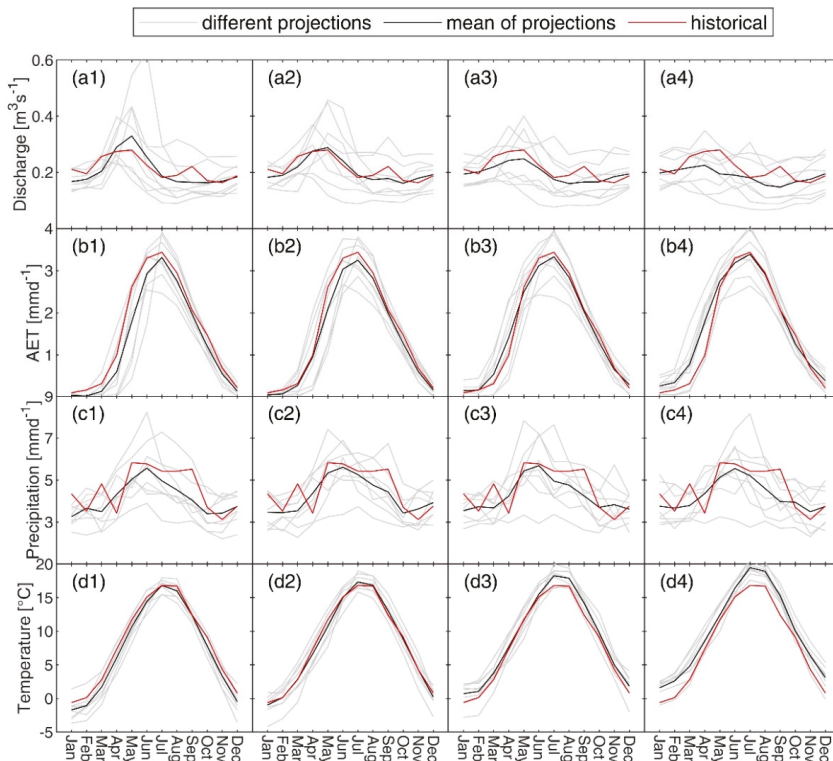 different projections mean of projections historical
(a1) (a2) (a3) (a4)
Discharge [m³s⁻¹]
0.6
0.4
0.2
(b1) (b2) (b3) (b4)
AET [mmd⁻¹]
4
3
2
1
(c1) (c2) (c3) (c4)
Precipitation [mmd⁻¹]
9
7
5
3
(d1) (d2) (d3) (d4)
Temperature [°C]
20
15
10
5
0
-5
Jan Feb Mar Apr May Jun Jul Aug Sep Oct Nov Dec Jan Feb Mar Apr May Jun Jul Aug Sep Oct Nov Dec Jan Feb Mar Apr May Jun Jul Aug Sep Oct Nov Dec Jan Feb Mar Apr May Jun Jul Aug Sep Oct Nov Dec